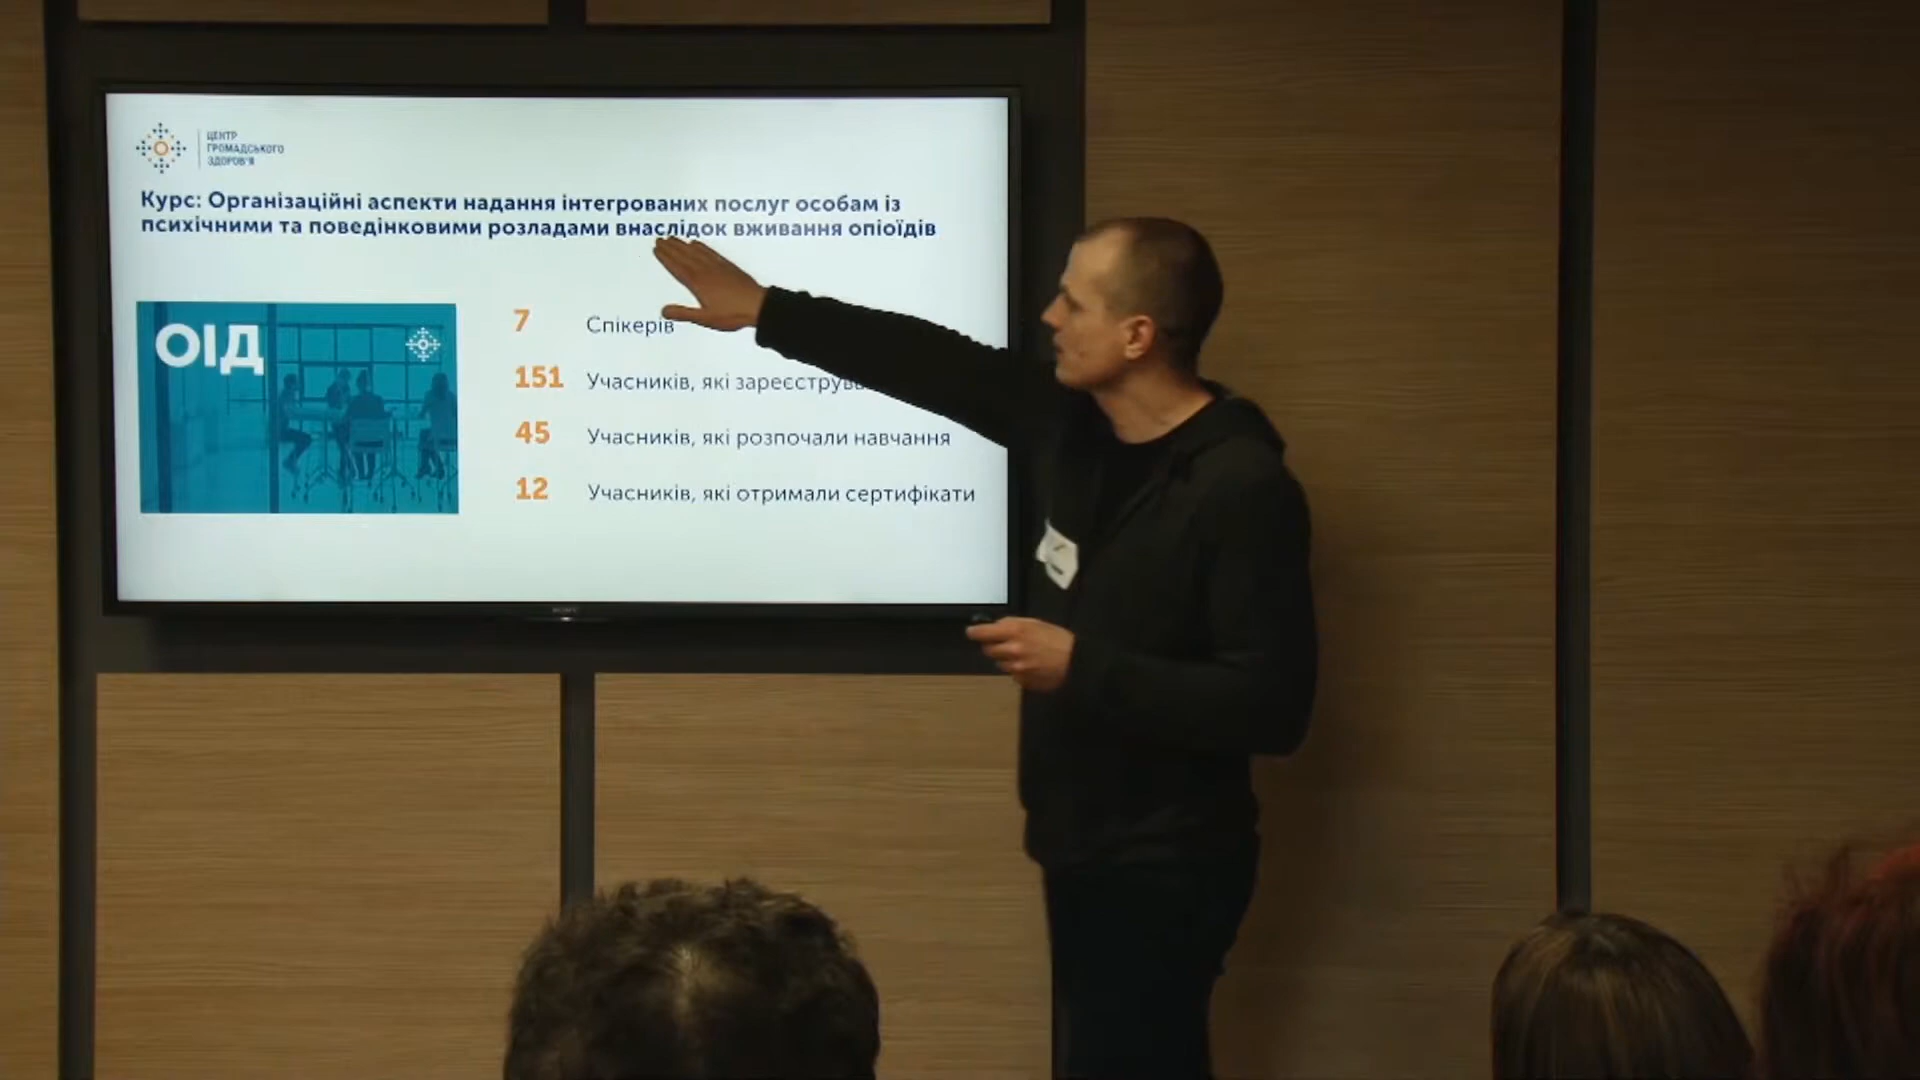 ЦЕНТР
ГРОМАДСЬКОГО
ЗДОРОВ'Я
Курс: Організаційні аспекти надання інтегрованих послуг особам із
психічними та поведінковими розладами внаслідок вживання опіоїдів
ОІД
7 Спікерів
151 Учасників, які
45 Учасників, які розпочали навчання
12 Учасників, які отримали сертифікати
SONY